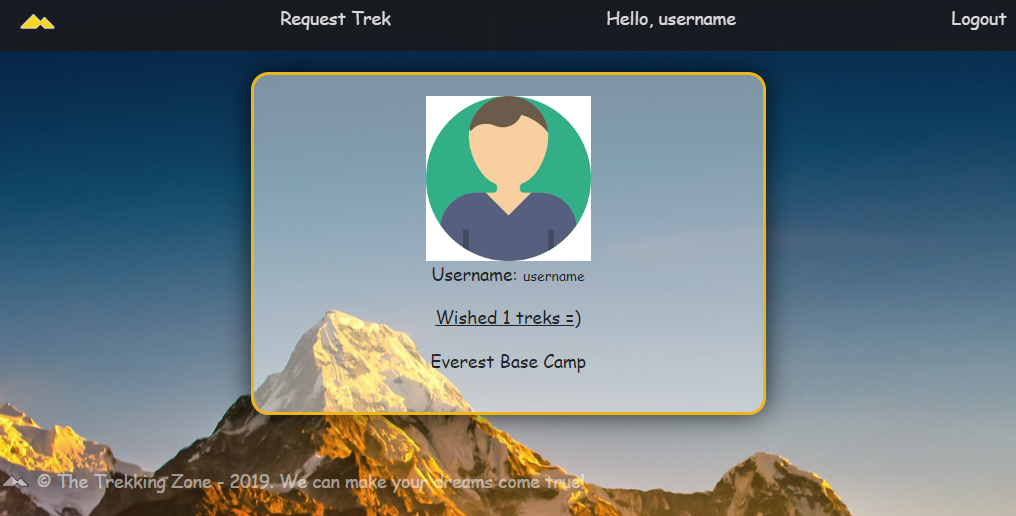 Request Trek Hello, username Logout
Username: username
Wished 1 treks =)
Everest Base Camp
© The Trekking Zone - 2019. We can make your dreams come true!